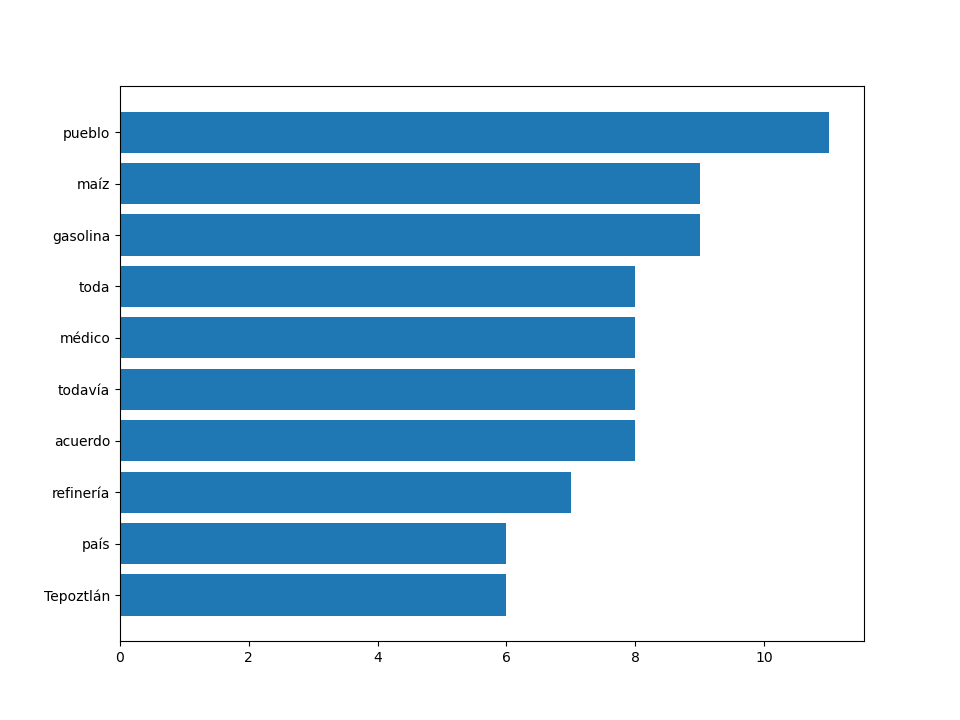 pueblo
maíz
gasolina
toda
médico
todavía
acuerdo
refinería
país
Tepoztlán
0 2 4 6 8 10